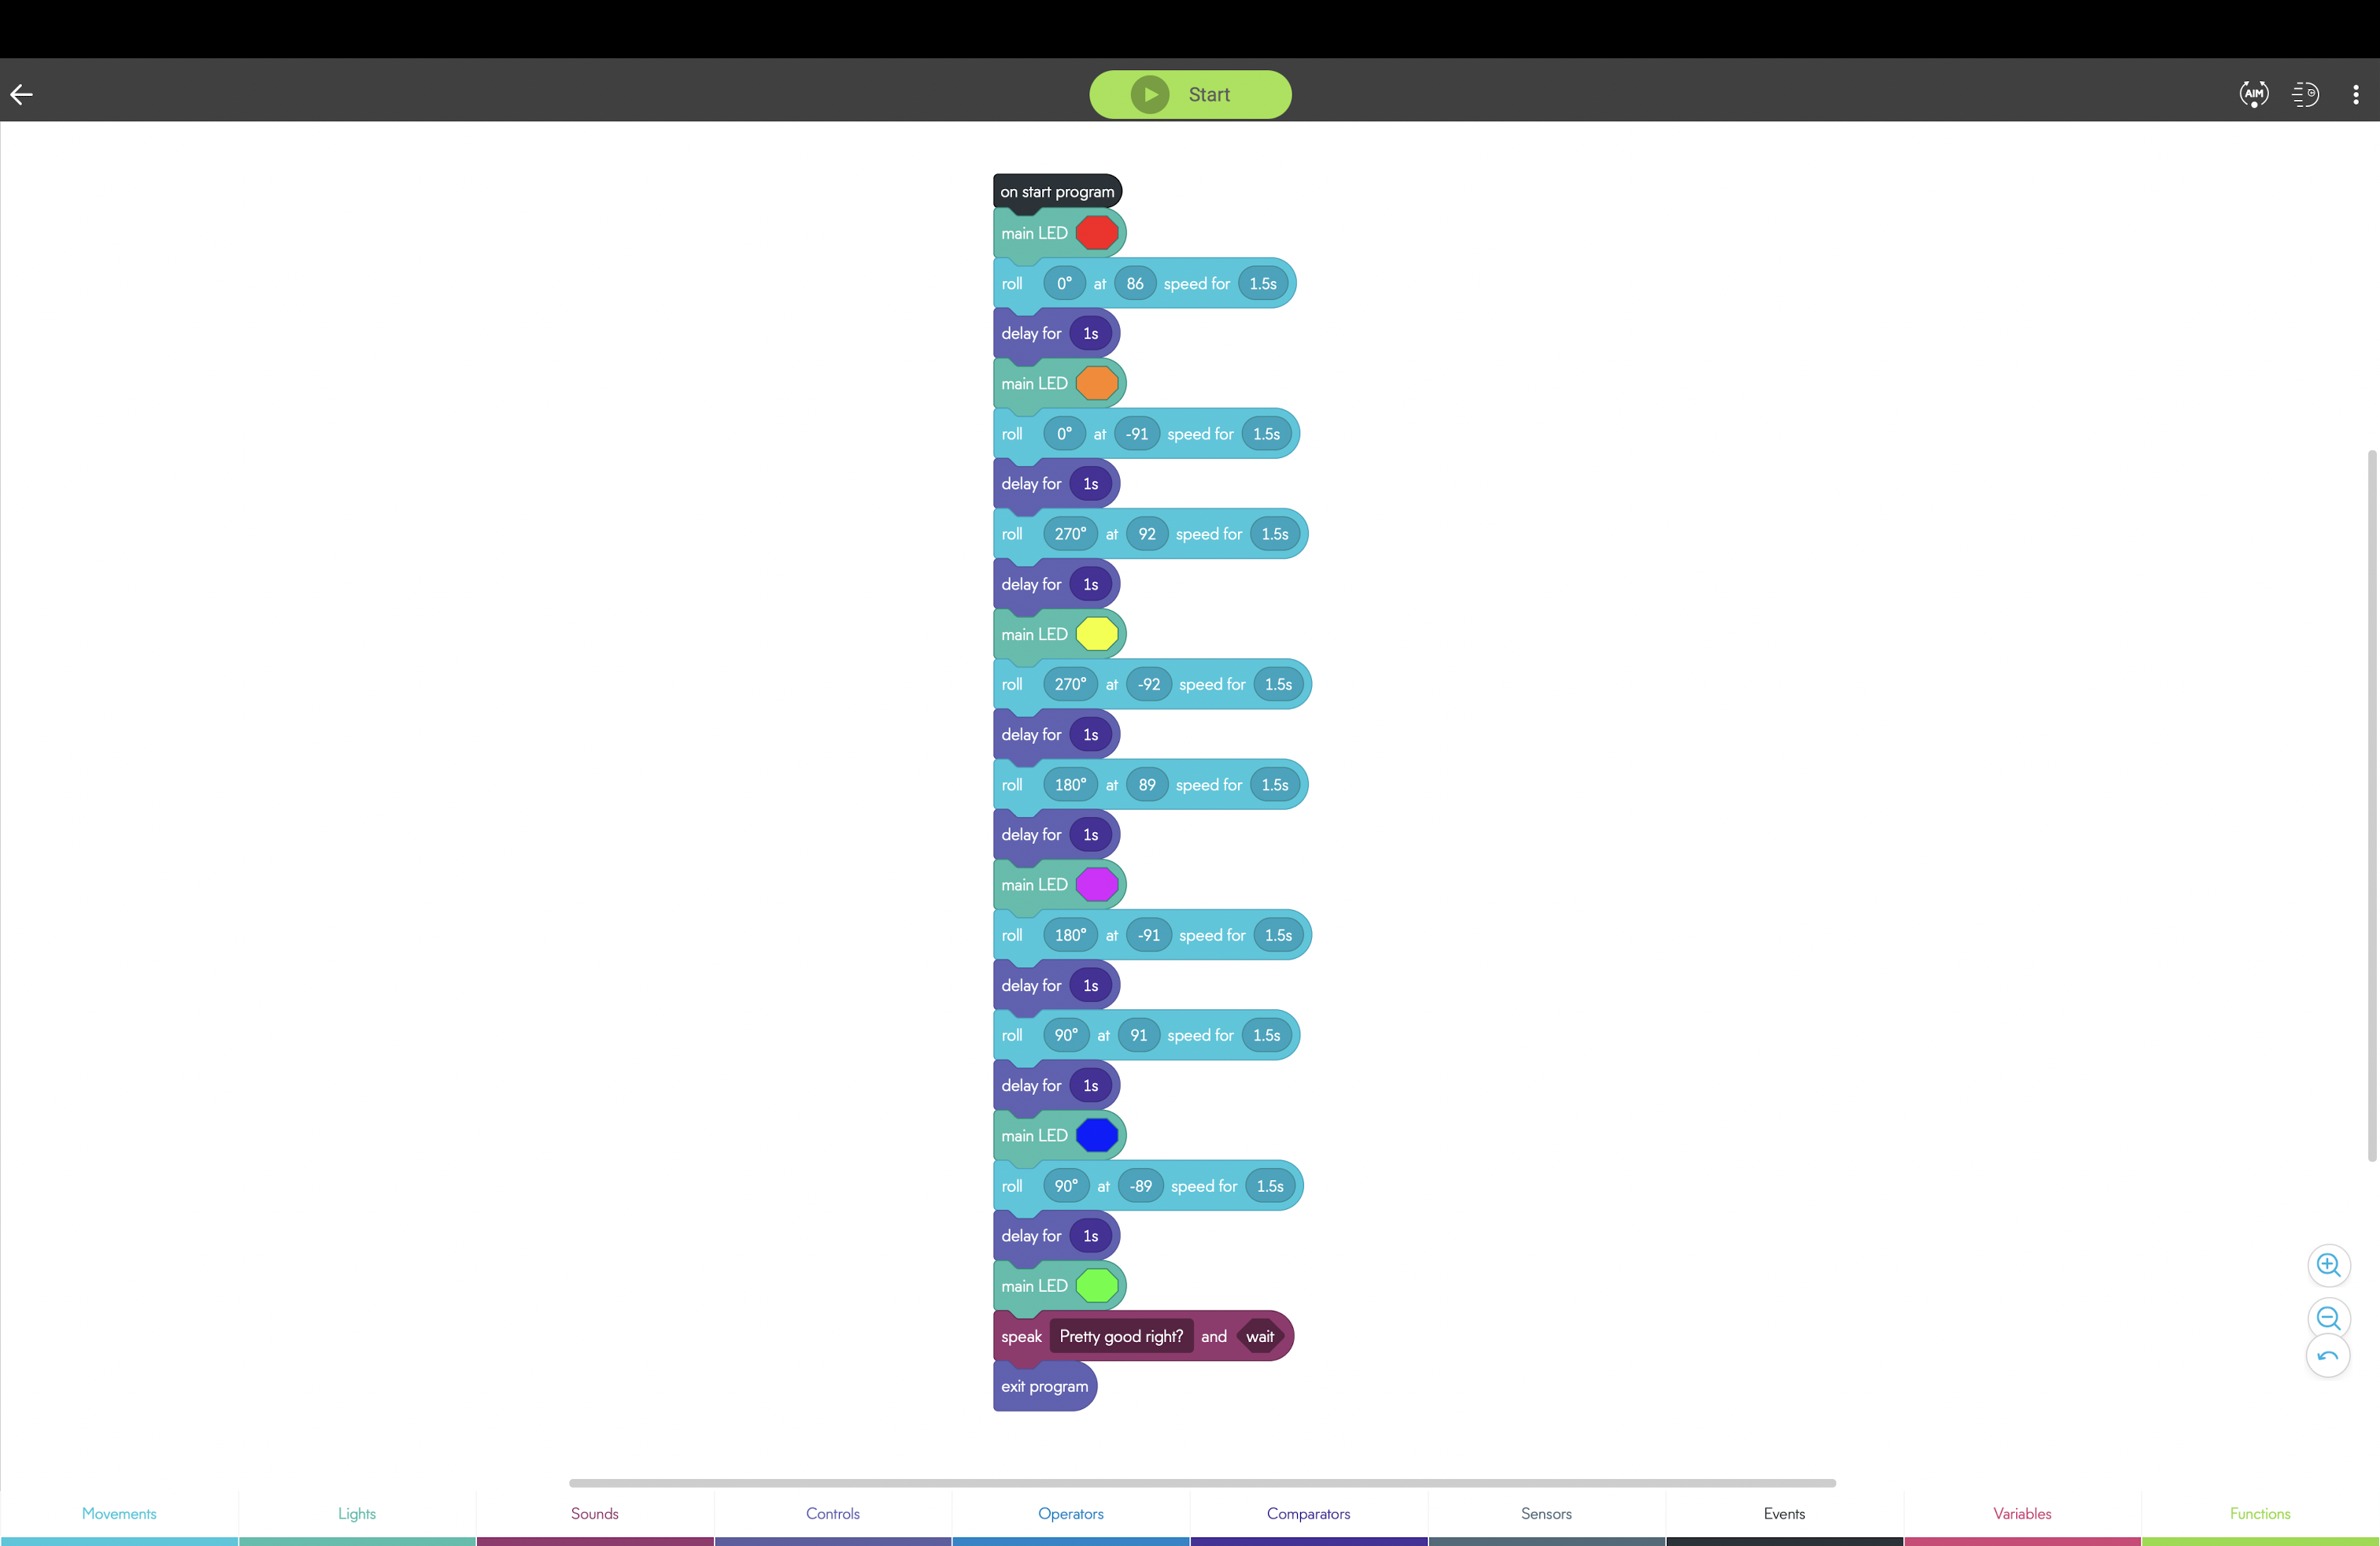 Start
AIM
on start program
main LED
roll 0° at 86 speed for 1.5s
delay for 1s
main LED
roll 0° at -91 speed for 1.5s
delay for 1s
roll 270° at 92 speed for 1.5s
delay for 1s
main LED
roll 270° at -92 speed for 1.5s
delay for 1s
roll 180° at 89 speed for 1.5s
delay for 1s
main LED
roll 180° at -91 speed for 1.5s
delay for 1s
roll 90° at 91 speed for 1.5s
delay for 1s
main LED
roll 90° at -89 speed for 1.5s
delay for 1s
main LED
speak Pretty good right? and wait
exit program
Movements Lights Sounds Controls Operators Comparators Sensors Events Variables Functions